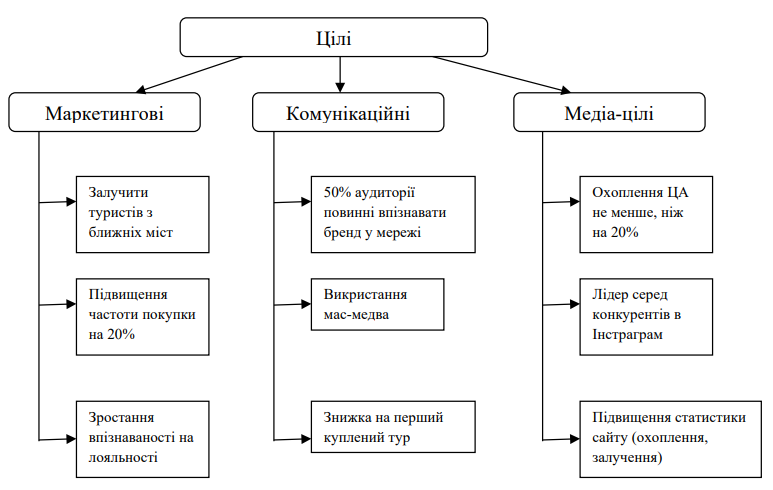 Цілі
Маркетингові
Комунікаційні
Медіа-цілі
Залучити
туристів з
ближніх міст
50% аудиторії
повинні впізнавати
бренд у мережі
Охоплення ЦА
не менше, ніж
на 20%
Підвищення
частоти покупки
на 20%
Викристання
мас-медва
Лідер серед
конкурентів в
Інстраграм
Зростання
впізнаваності на
лояльності
Знижка на перший
куплений тур
Підвищення статистики
сайту (охоплення,
залучення)